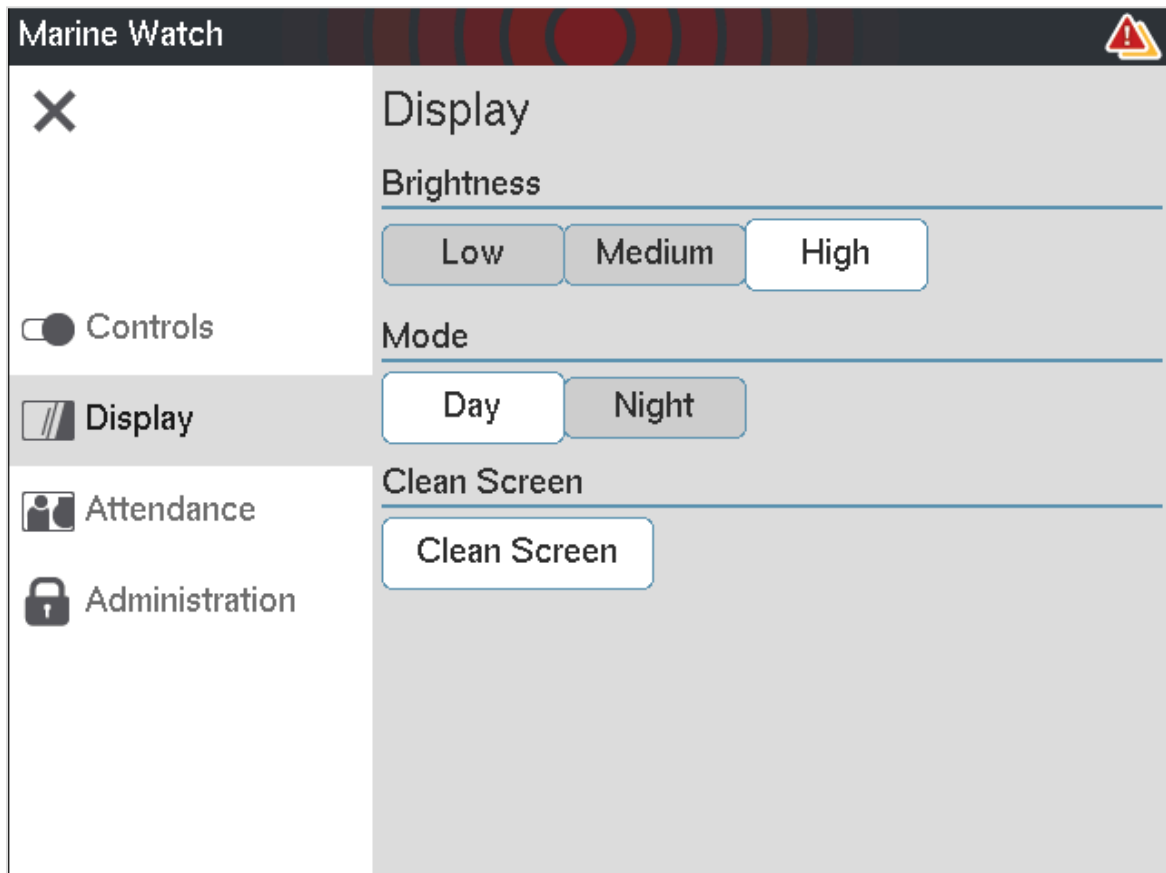 Marine Watch
Display
Brightness
Low Medium High
Controls
Mode
Day Night
Display
Clean Screen
Attendance
Clean Screen
Administration